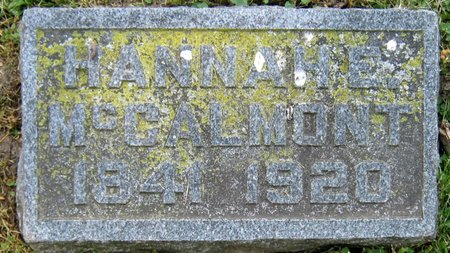 HANNAH E.
McCALMONT
1841 1920